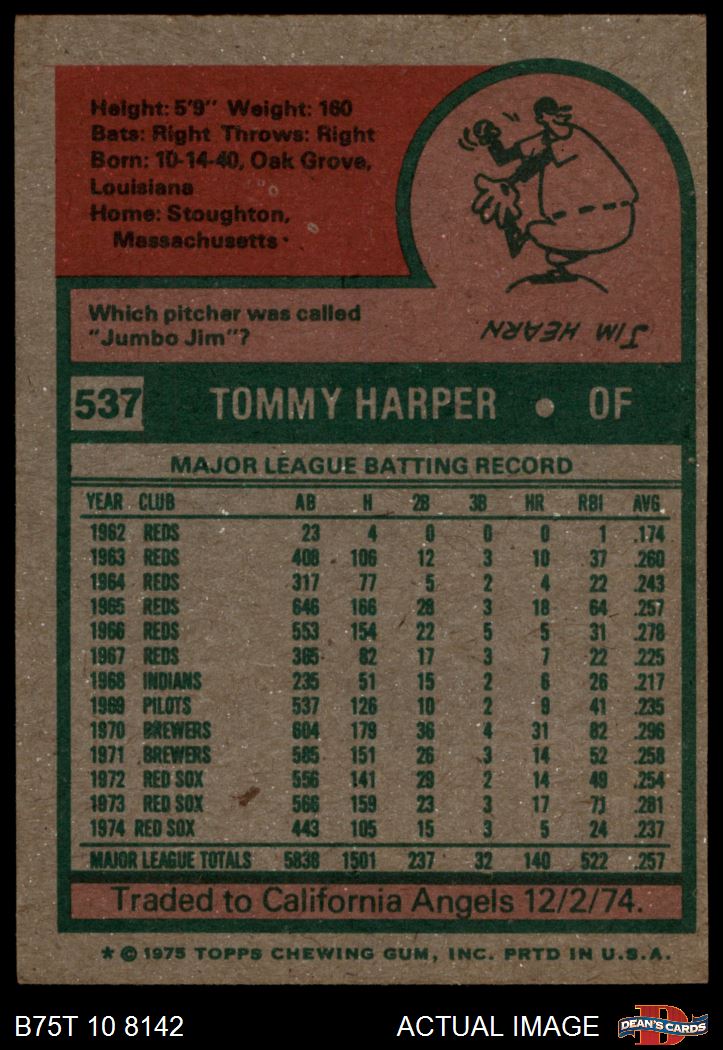 Height: 5'9" Weight: 160
Bats: Right Throws: Right
Born: 10-14-40, Oak Grove,
Louisiana
Home: Stoughton,
Massachusetts
Which pitcher was called
"Jumbo Jim"?
JIM HEARN
537 TOMMY HARPER • OF
MAJOR LEAGUE BATTING RECORD
YEAR CLUB AB H 2B 3B HR RBI AVG.
1962 REDS 23 4 0 0 0 1 .174
1963 REDS 408 106 12 3 10 37 .260
1964 REDS 317 77 5 2 4 22 .243
1965 REDS 646 166 28 3 18 64 .257
1966 REDS 553 154 22 5 5 31 .278
1967 REDS 365 82 17 3 7 22 .225
1968 INDIANS 235 51 15 2 6 26 .217
1969 PILOTS 537 126 10 2 9 41 .235
1970 BREWERS 604 179 36 4 31 82 .296
1971 BREWERS 585 151 26 3 14 52 .258
1972 RED SOX 556 141 29 2 14 49 .254
1973 RED SOX 566 159 23 3 17 71 .281
1974 RED SOX 443 105 15 3 5 24 .237
MAJOR LEAGUE TOTALS 5838 1501 237 32 140 522 .257
Traded to California Angels 12/2/74.
* © 1975 TOPPS CHEWING GUM, INC. PRTD IN U.S.A.
B75T 10 8142 ACTUAL IMAGE
D
DEAN'S CARDS